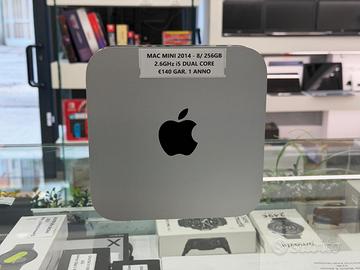 MAC MINI 2014 - 8/ 256GB
2.6GHz i5 DUAL CORE
€140 GAR. 1 ANNO